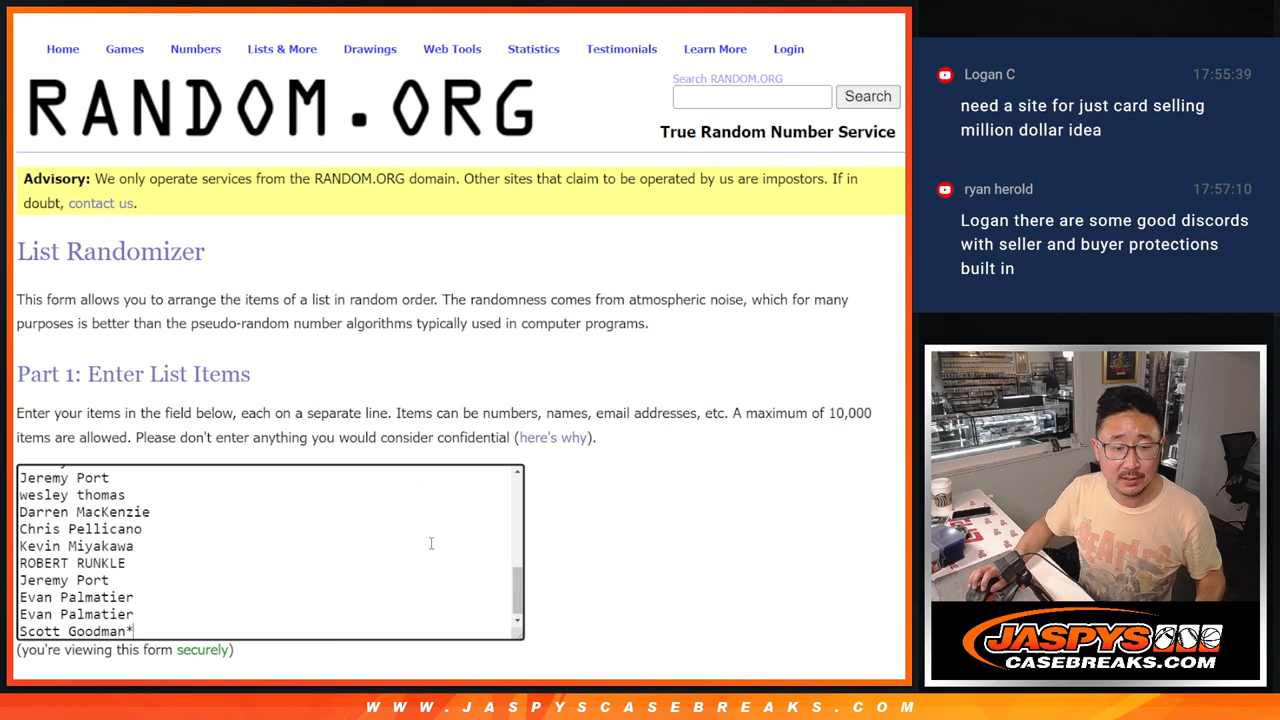 Home Games Numbers Lists & More Drawings Web Tools Statistics Testimonials Learn More Login
RANDOM.ORG
Search RANDOM.ORG
Search
True Random Number Service
Advisory: We only operate services from the RANDOM.ORG domain. Other sites that claim to be operated by us are impostors. If in
doubt, contact us.
List Randomizer
This form allows you to arrange the items of a list in random order. The randomness comes from atmospheric noise, which for many
purposes is better than the pseudo-random number algorithms typically used in computer programs.
Part 1: Enter List Items
Enter your items in the field below, each on a separate line. Items can be numbers, names, email addresses, etc. A maximum of 10,000
items are allowed. Please don't enter anything you would consider confidential (here's why).
Jeremy Port
wesley thomas
Darren MacKenzie
Chris Pellicano
Kevin Miyakawa
ROBERT RUNKLE
Jeremy Port
Evan Palmatier
Evan Palmatier
Scott Goodman*
(you're viewing this form securely)
Logan C 17:55:39
need a site for just card selling
million dollar idea
ryan herold 17:57:10
Logan there are some good discords
with seller and buyer protections
built in
JASPYS
CASEBREAKS.COM
WWW.JASPYSCASEBREAKS.COM